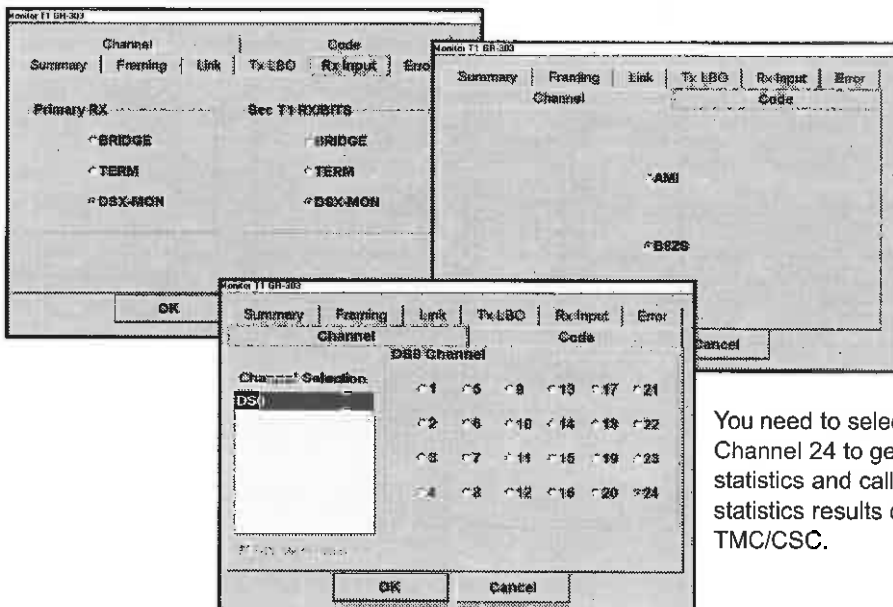 Monitor T1 GR-303
Channel Code
Summary Framing Link Tx LBO Rx Input Erro
Primary RX Sec T1 RX/BITS
BRIDGE BRIDGE
TERM TERM
DSX-MON DSX-MON
OK
Monitor T1 GR-303
Summary Framing Link Tx LBO Rx Input Error
Channel Code
AMI
B8ZS
Cancel
Monitor T1 GR-303
Summary Framing Link Tx LBO Rx Input Error
Channel Code
DS0 Channel
Channel Selection
DS0
1 5 9 13 17 21
2 6 10 14 18 22
3 7 11 15 19 23
4 8 12 16 20 24
OK Cancel
You need to selec
Channel 24 to ge
statistics and call
statistics results o
TMC/CSC.